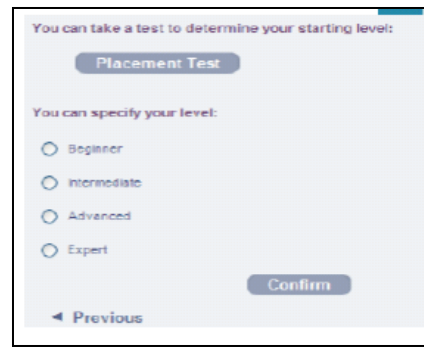 You can take a test to determine your starting level:
Placement Test
You can specify your level:
Beginner
Intermediate
Advanced
Expert
Confirm
Previous